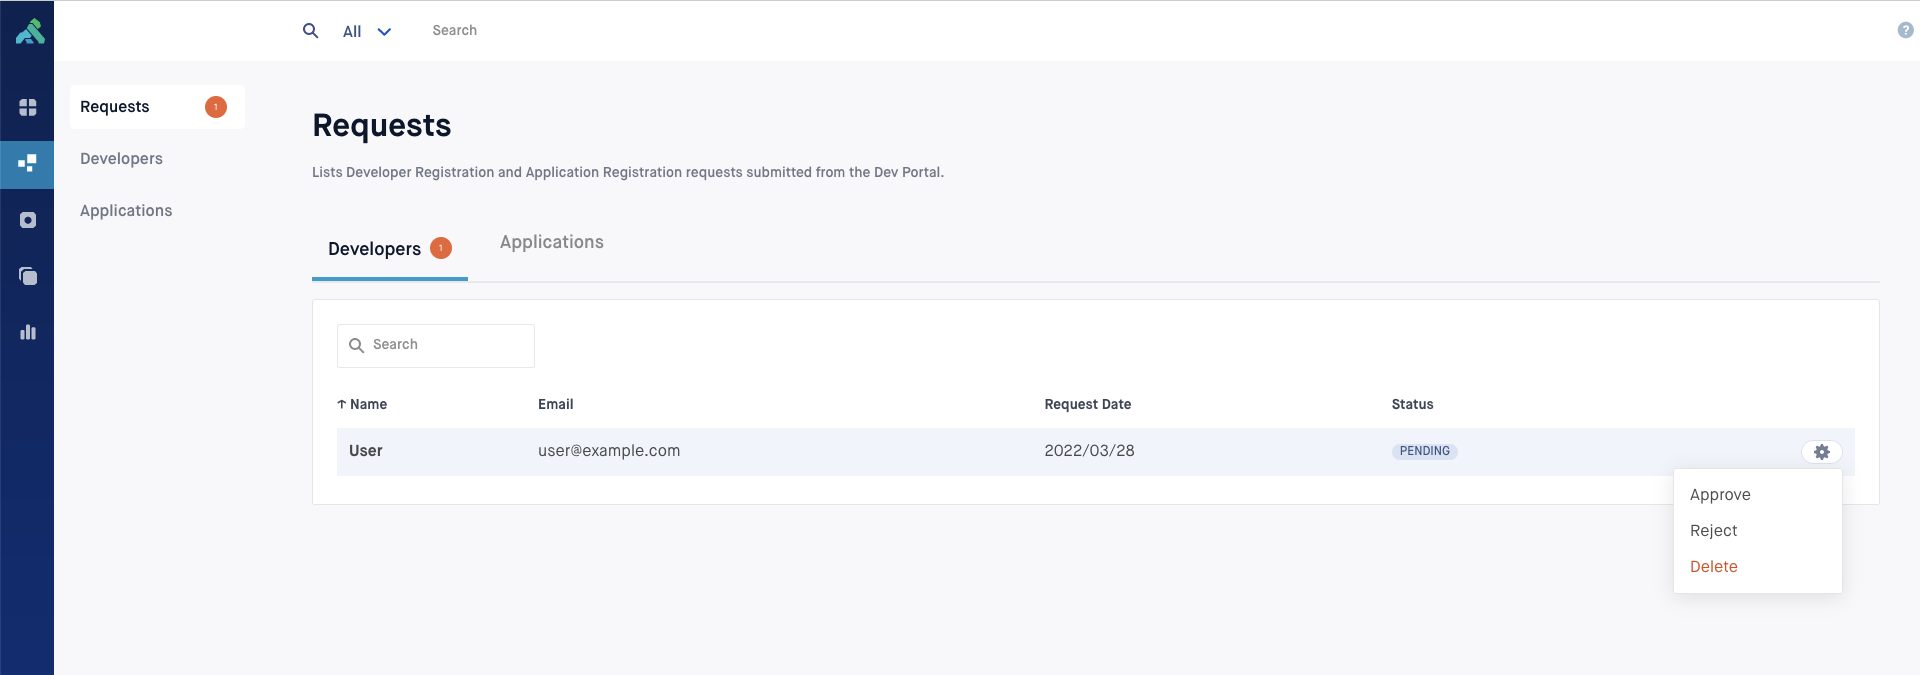 All
Search
?
Requests 1
Developers
Applications
Requests
Lists Developer Registration and Application Registration requests submitted from the Dev Portal.
Developers 1
Applications
Search
↑ Name Email Request Date Status
User user@example.com 2022/03/28 PENDING
Approve
Reject
Delete